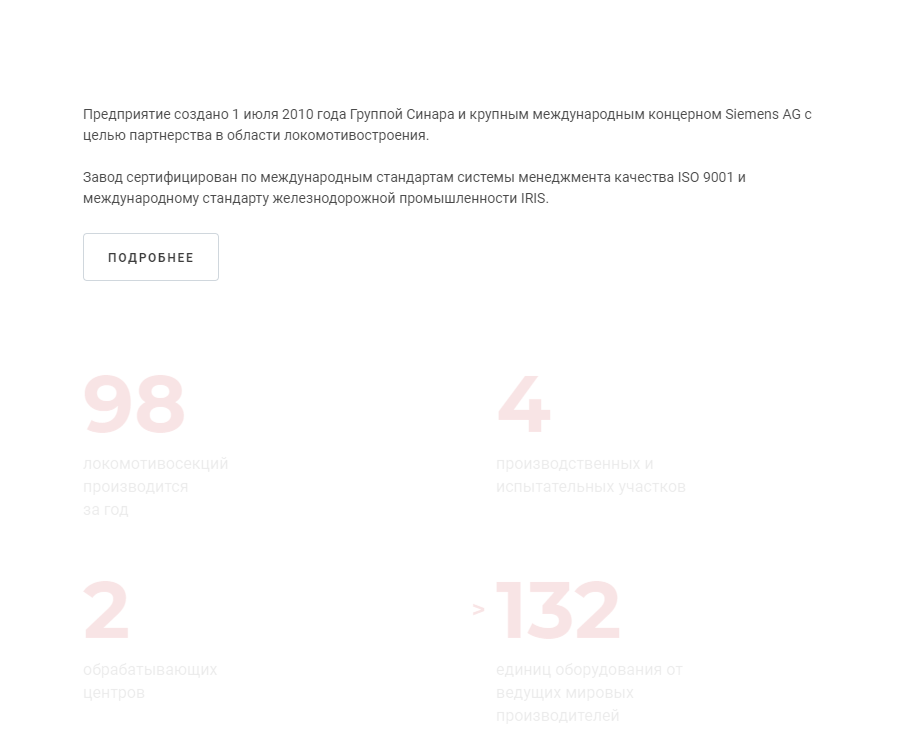 Предприятие создано 1 июля 2010 года Группой Синара и крупным международным концерном Siemens AG с
целью партнерства в области локомотивостроения.
Завод сертифицирован по международным стандартам системы менеджмента качества ISO 9001 и
международному стандарту железнодорожной промышленности IRIS.
ПОДРОБНЕЕ
98
локомотивосекций
производится
за год
4
производственных и
испытательных участков
2
обрабатывающих
центров
> 132
единиц оборудования от
ведущих мировых
производителей